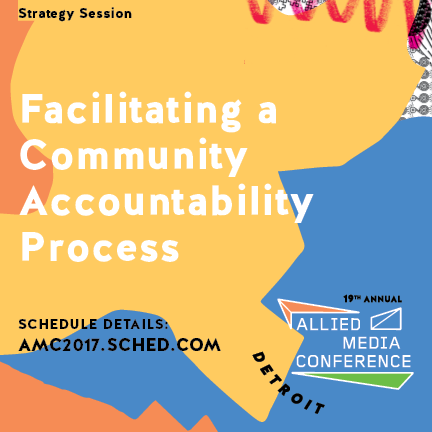 Strategy Session
Facilitating a
Community
Accountability
Process
SCHEDULE DETAILS:
AMC2017.SCHED.COM
19TH ANNUAL
ALLIED
MEDIA
CONFERENCE
DETROIT